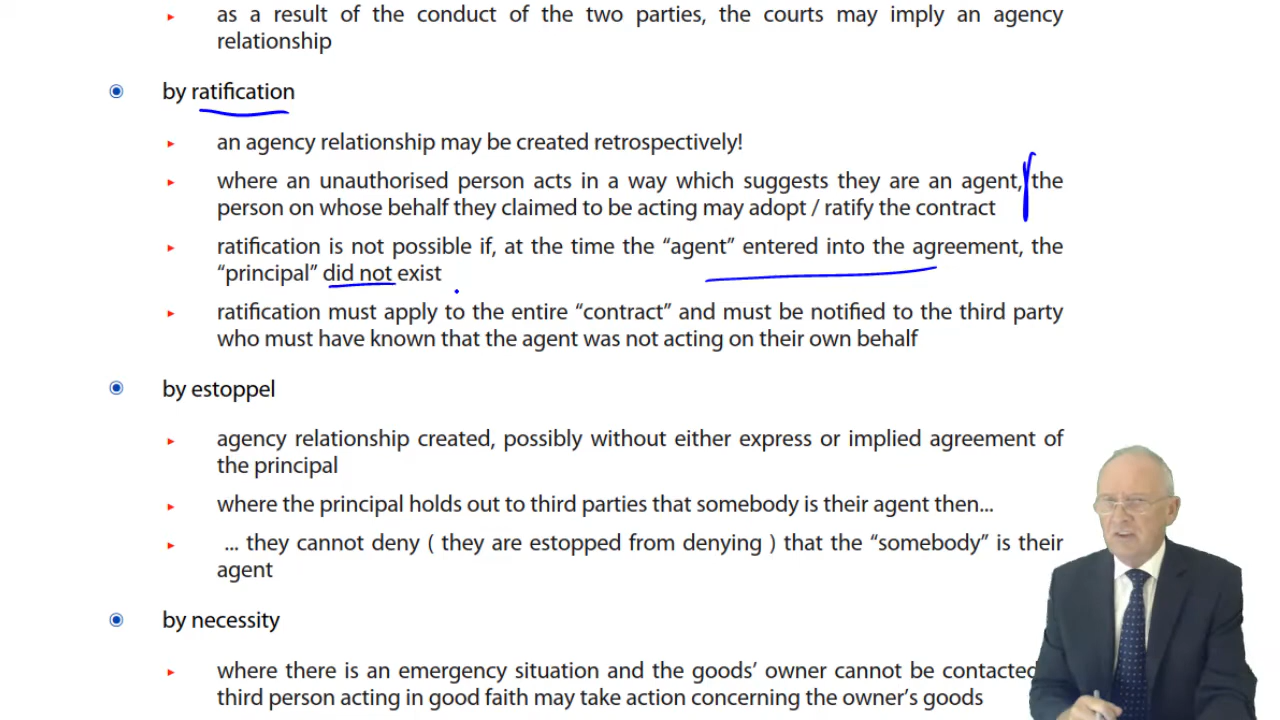 as a result of the conduct of the two parties, the courts may imply an agency
relationship
by ratification
an agency relationship may be created retrospectively!
where an unauthorised person acts in a way which suggests they are an agent, the
person on whose behalf they claimed to be acting may adopt / ratify the contract
ratification is not possible if, at the time the “agent” entered into the agreement, the
“principal” did not exist
ratification must apply to the entire “contract” and must be notified to the third party
who must have known that the agent was not acting on their own behalf
by estoppel
agency relationship created, possibly without either express or implied agreement of
the principal
where the principal holds out to third parties that somebody is their agent then...
... they cannot deny ( they are estopped from denying ) that the “somebody” is their
agent
by necessity
where there is an emergency situation and the goods’ owner cannot be contacted
third person acting in good faith may take action concerning the owner’s goods